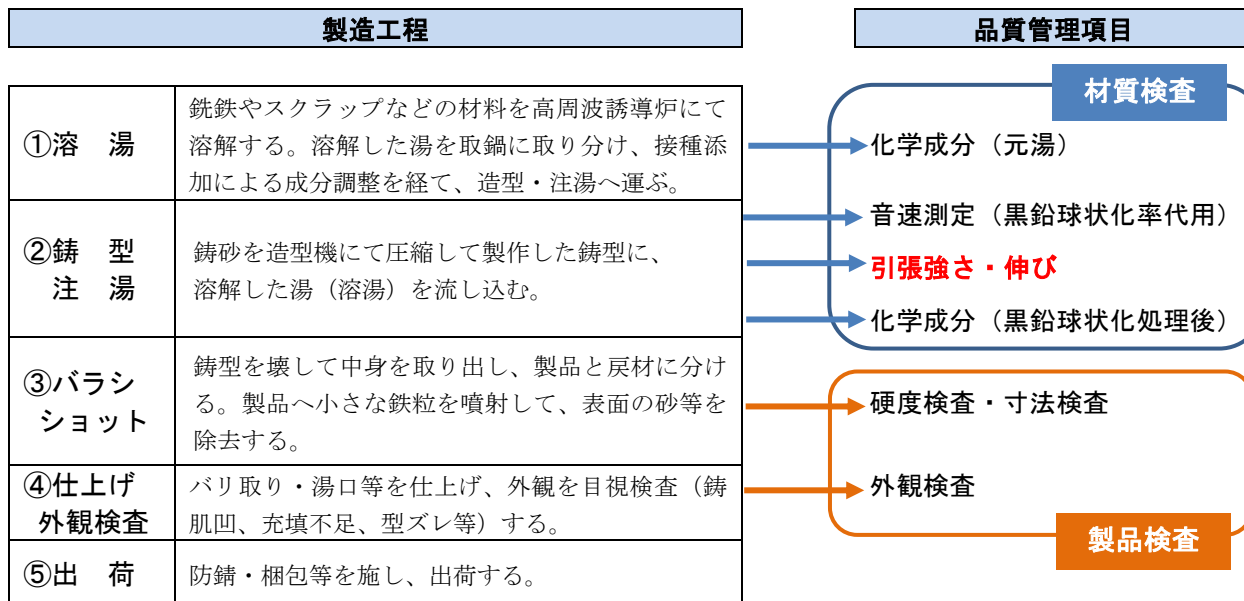 製造工程
品質管理項目
材質検査
①溶　湯
銑鉄やスクラップなどの材料を高周波誘導炉にて
溶解する。溶解した湯を取鍋に取り分け、接種添
加による成分調整を経て、造型・注湯へ運ぶ。
化学成分（元湯）
②鋳　型
注　湯
鋳砂を造型機にて圧縮して製作した鋳型に、
溶解した湯（溶湯）を流し込む。
音速測定（黒鉛球状化率代用）
引張強さ・伸び
化学成分（黒鉛球状化処理後）
③バラシ
ショット
鋳型を壊して中身を取り出し、製品と戻材に分け
る。製品へ小さな鉄粒を噴射して、表面の砂等を
除去する。
硬度検査・寸法検査
④仕上げ
外観検査
バリ取り・湯口等を仕上げ、外観を目視検査（鋳
肌凹、充填不足、型ズレ等）する。
外観検査
製品検査
⑤出　荷
防錆・梱包等を施し、出荷する。